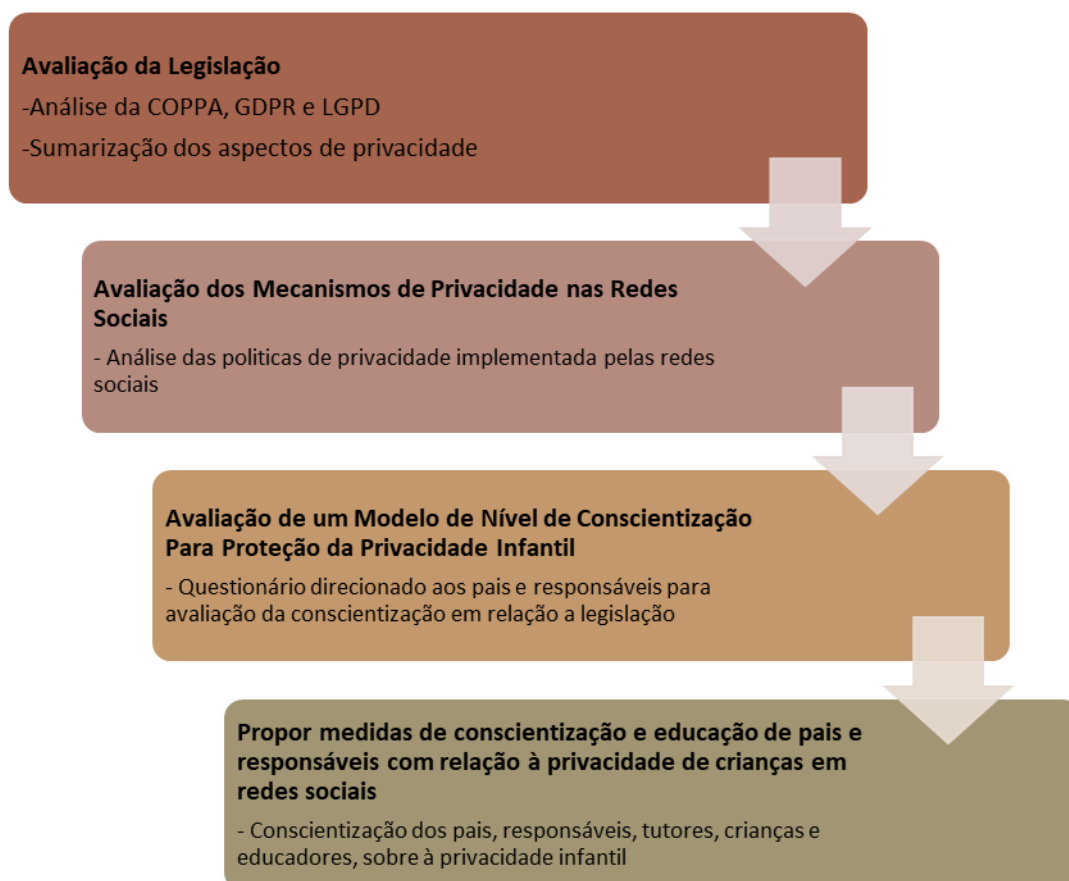 Avaliação da Legislação
-Análise da COPPA, GDPR e LGPD
-Sumarização dos aspectos de privacidade
Avaliação dos Mecanismos de Privacidade nas Redes
Sociais
- Análise das politicas de privacidade implementada pelas redes
sociais
Avaliação de um Modelo de Nível de Conscientização
Para Proteção da Privacidade Infantil
- Questionário direcionado aos pais e responsáveis para
avaliação da conscientização em relação a legislação
Propor medidas de conscientização e educação de pais e
responsáveis com relação à privacidade de crianças em
redes sociais
- Conscientização dos pais, responsáveis, tutores, crianças e
educadores, sobre à privacidade infantil